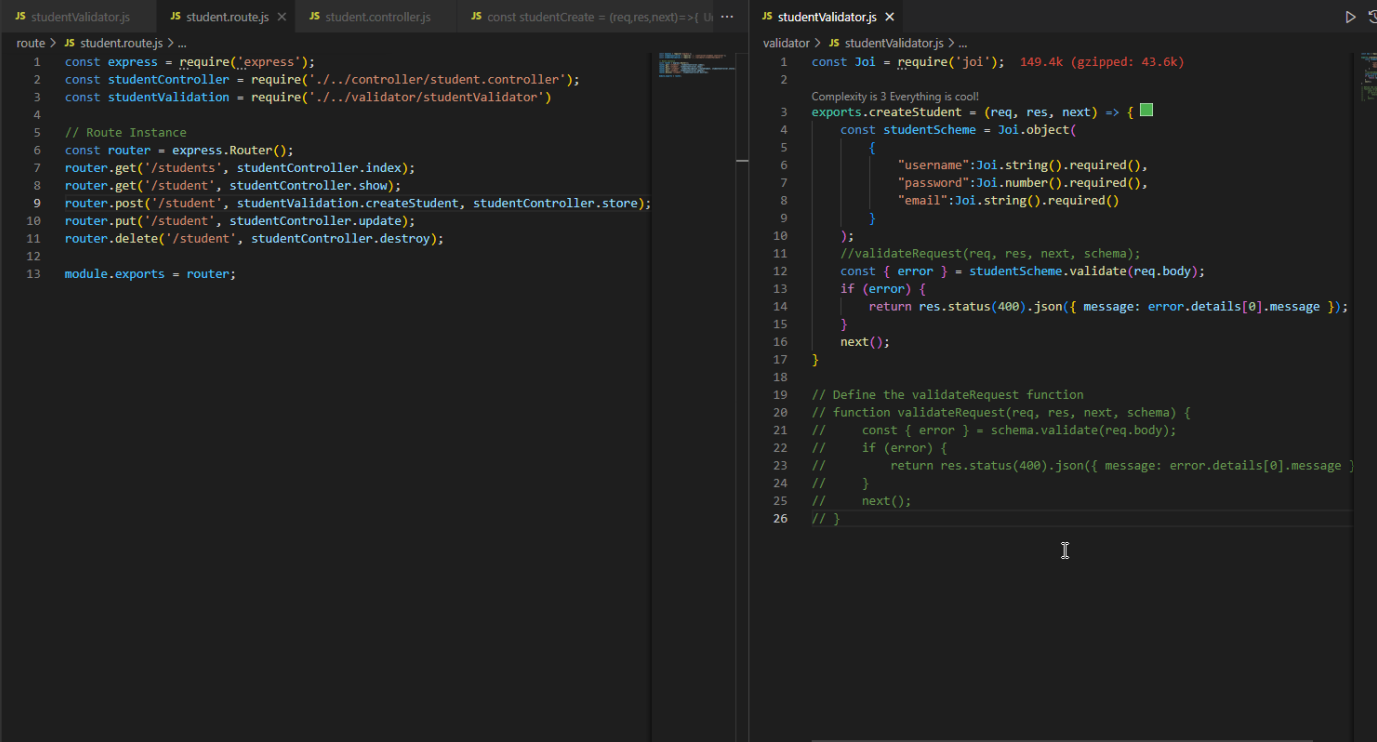 JS studentValidator.js
JS student.route.js
JS student.controller.js
JS const studentCreate = (req,res,next)=>{
route > JS student.route.js > ...
1 const express = require('express');
2 const studentController = require('./../controller/student.controller');
3 const studentValidation = require('./../validator/studentValidator')
4
5 // Route Instance
6 const router = express.Router();
7 router.get('/students', studentController.index);
8 router.get('/student', studentController.show);
9 router.post('/student', studentValidation.createStudent, studentController.store);
10 router.put('/student', studentController.update);
11 router.delete('/student', studentController.destroy);
12
13 module.exports = router;
JS studentValidator.js
validator > JS studentValidator.js > ...
1 const Joi = require('joi'); 149.4k (gzipped: 43.6k)
2
Complexity is 3 Everything is cool!
3 exports.createStudent = (req, res, next) => {
4 const studentScheme = Joi.object(
5 {
6 "username":Joi.string().required(),
7 "password":Joi.number().required(),
8 "email":Joi.string().required()
9 }
10 );
11 //validateRequest(req, res, next, schema);
12 const { error } = studentScheme.validate(req.body);
13 if (error) {
14 return res.status(400).json({ message: error.details[0].message });
15 }
16 next();
17 }
18
19 // Define the validateRequest function
20 // function validateRequest(req, res, next, schema) {
21 // const { error } = schema.validate(req.body);
22 // if (error) {
23 // return res.status(400).json({ message: error.details[0].message }
24 // }
25 // next();
26 // }